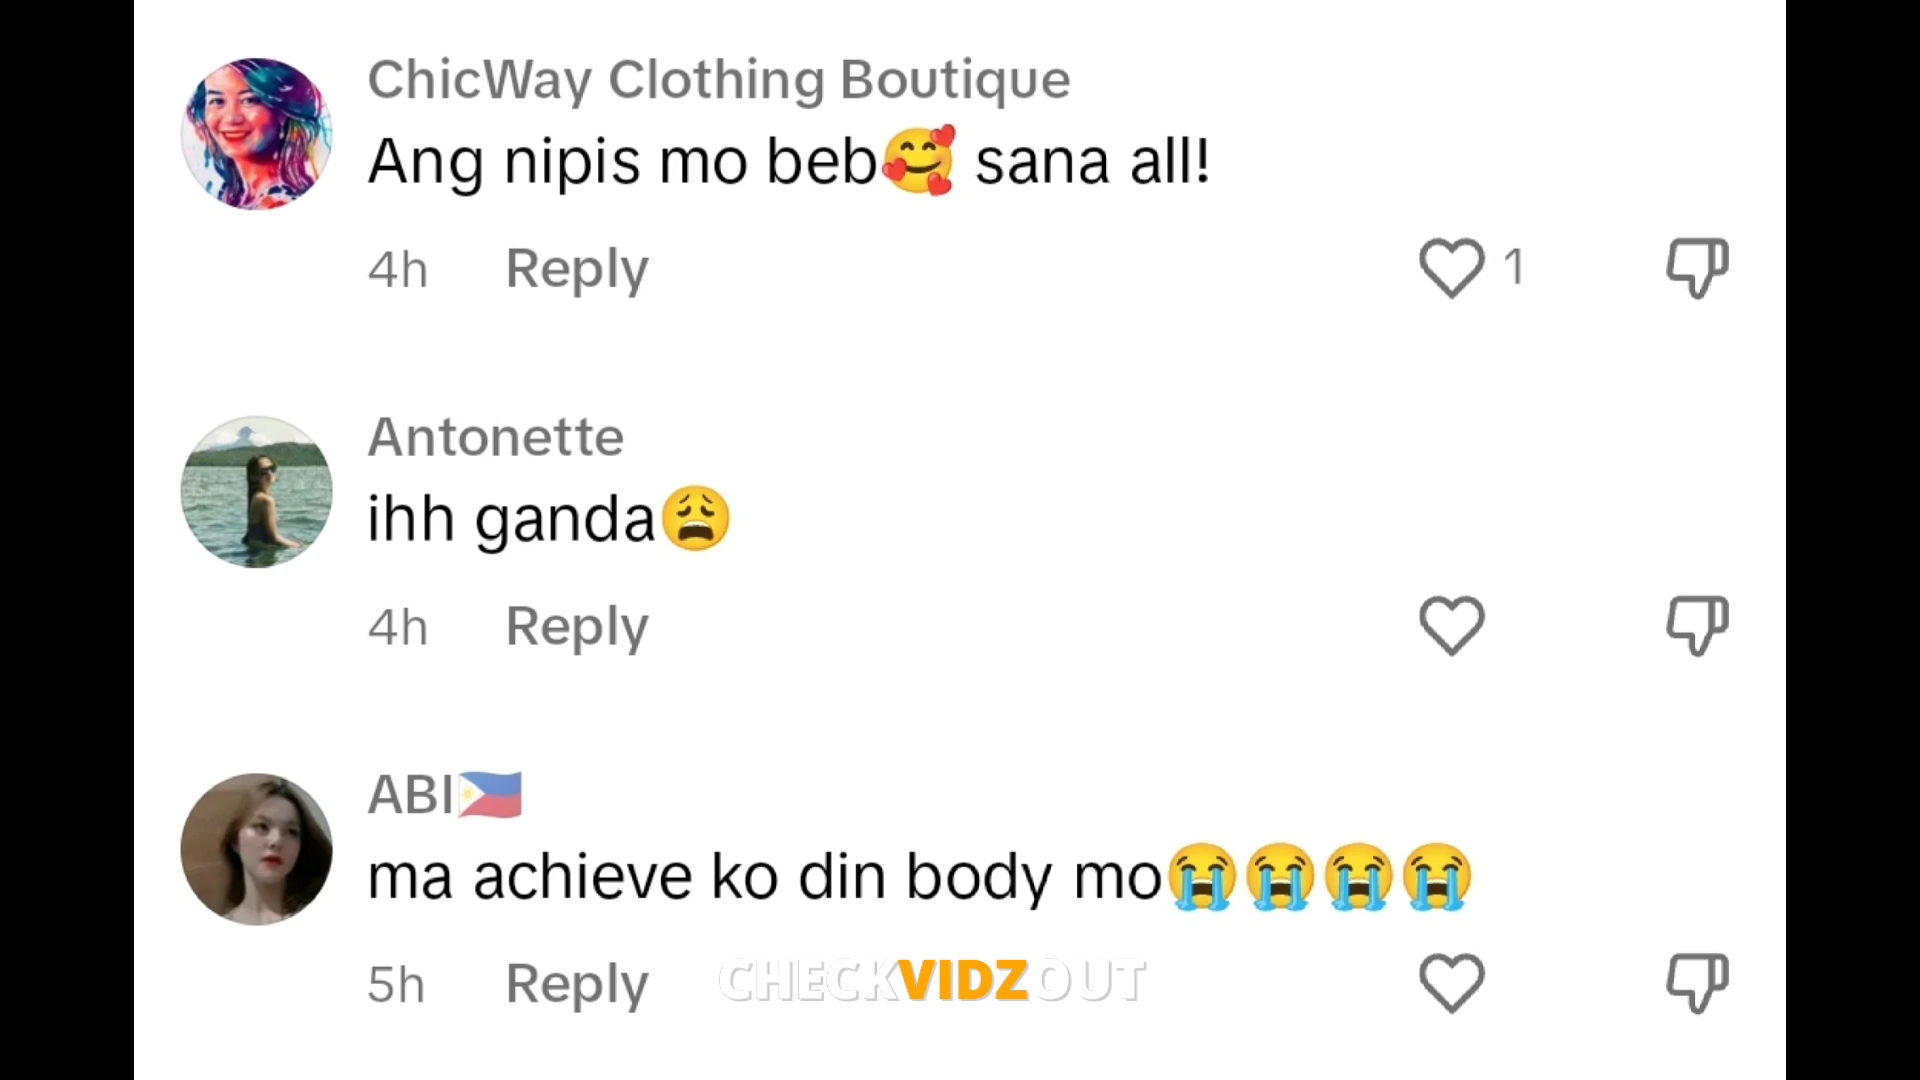 ChicWay Clothing Boutique
Ang nipis mo beb🥰 sana all!
4h Reply 1
Antonette
ihh ganda😩
4h Reply
ABI🇵🇭
ma achieve ko din body mo😭😭😭😭
5h Reply
CHECKVIDZOUT